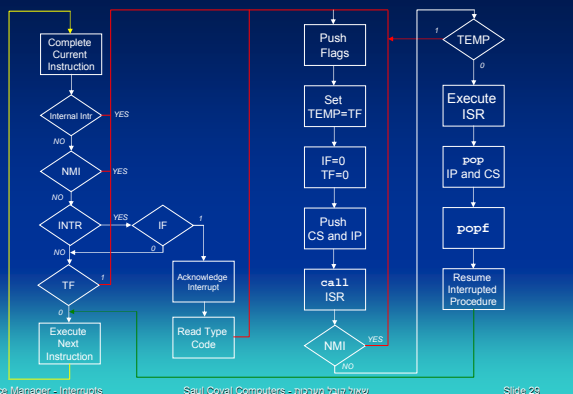 Complete
Current
Instruction
Internal Intr
YES
NO
NMI
YES
NO
INTR
YES
IF
1
0
NO
TF
1
0
Acknowledge
Interrupt
Execute
Next
Instruction
Read Type
Code
Push
Flags
Set
TEMP=TF
IF=0
TF=0
Push
CS and IP
call
ISR
NMI
YES
NO
1
TEMP
0
Execute
ISR
pop
IP and CS
popf
Resume
Interrupted
Procedure
Manager - Interrupts
Saul Coval Computers - שאול קובל מערכות
Slide 29